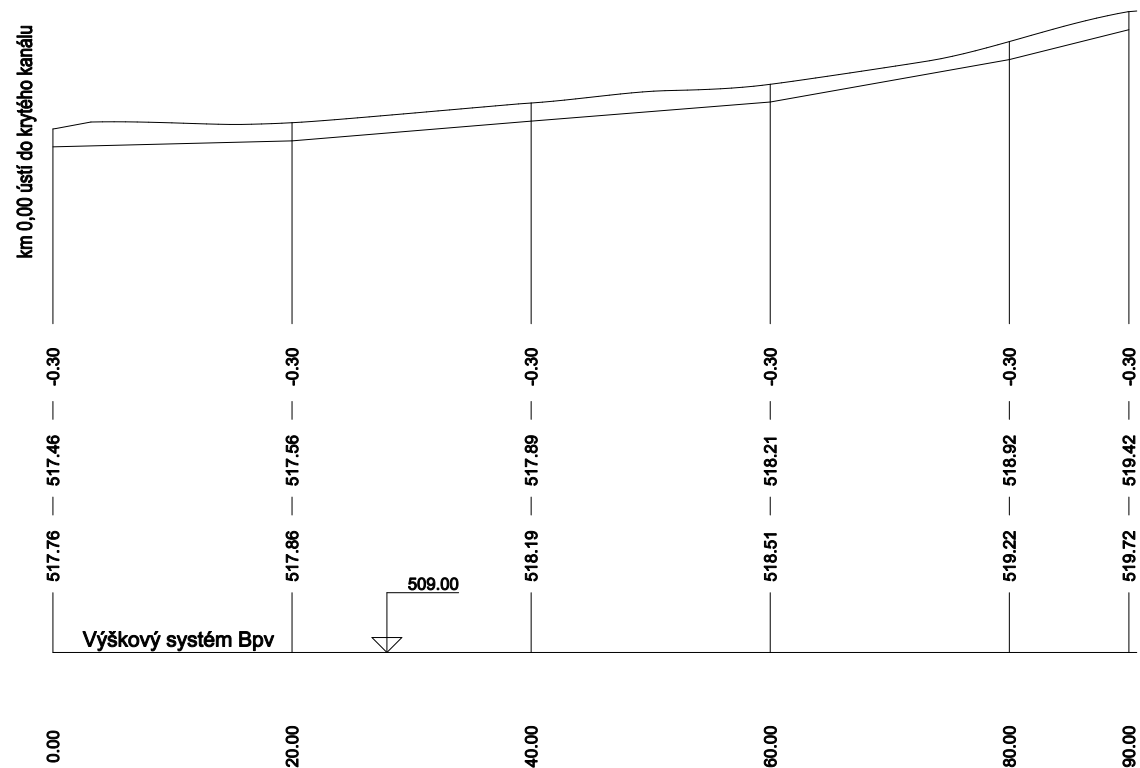 km 0,00 ústí do krytého kanálu
-0.30 -0.30 -0.30 -0.30 -0.30 -0.30
517.46 517.56 517.89 518.21 518.92 519.42
517.76 517.86 518.19 518.51 519.22 519.72
509.00
Výškový systém Bpv
0.00 20.00 40.00 60.00 80.00 90.00